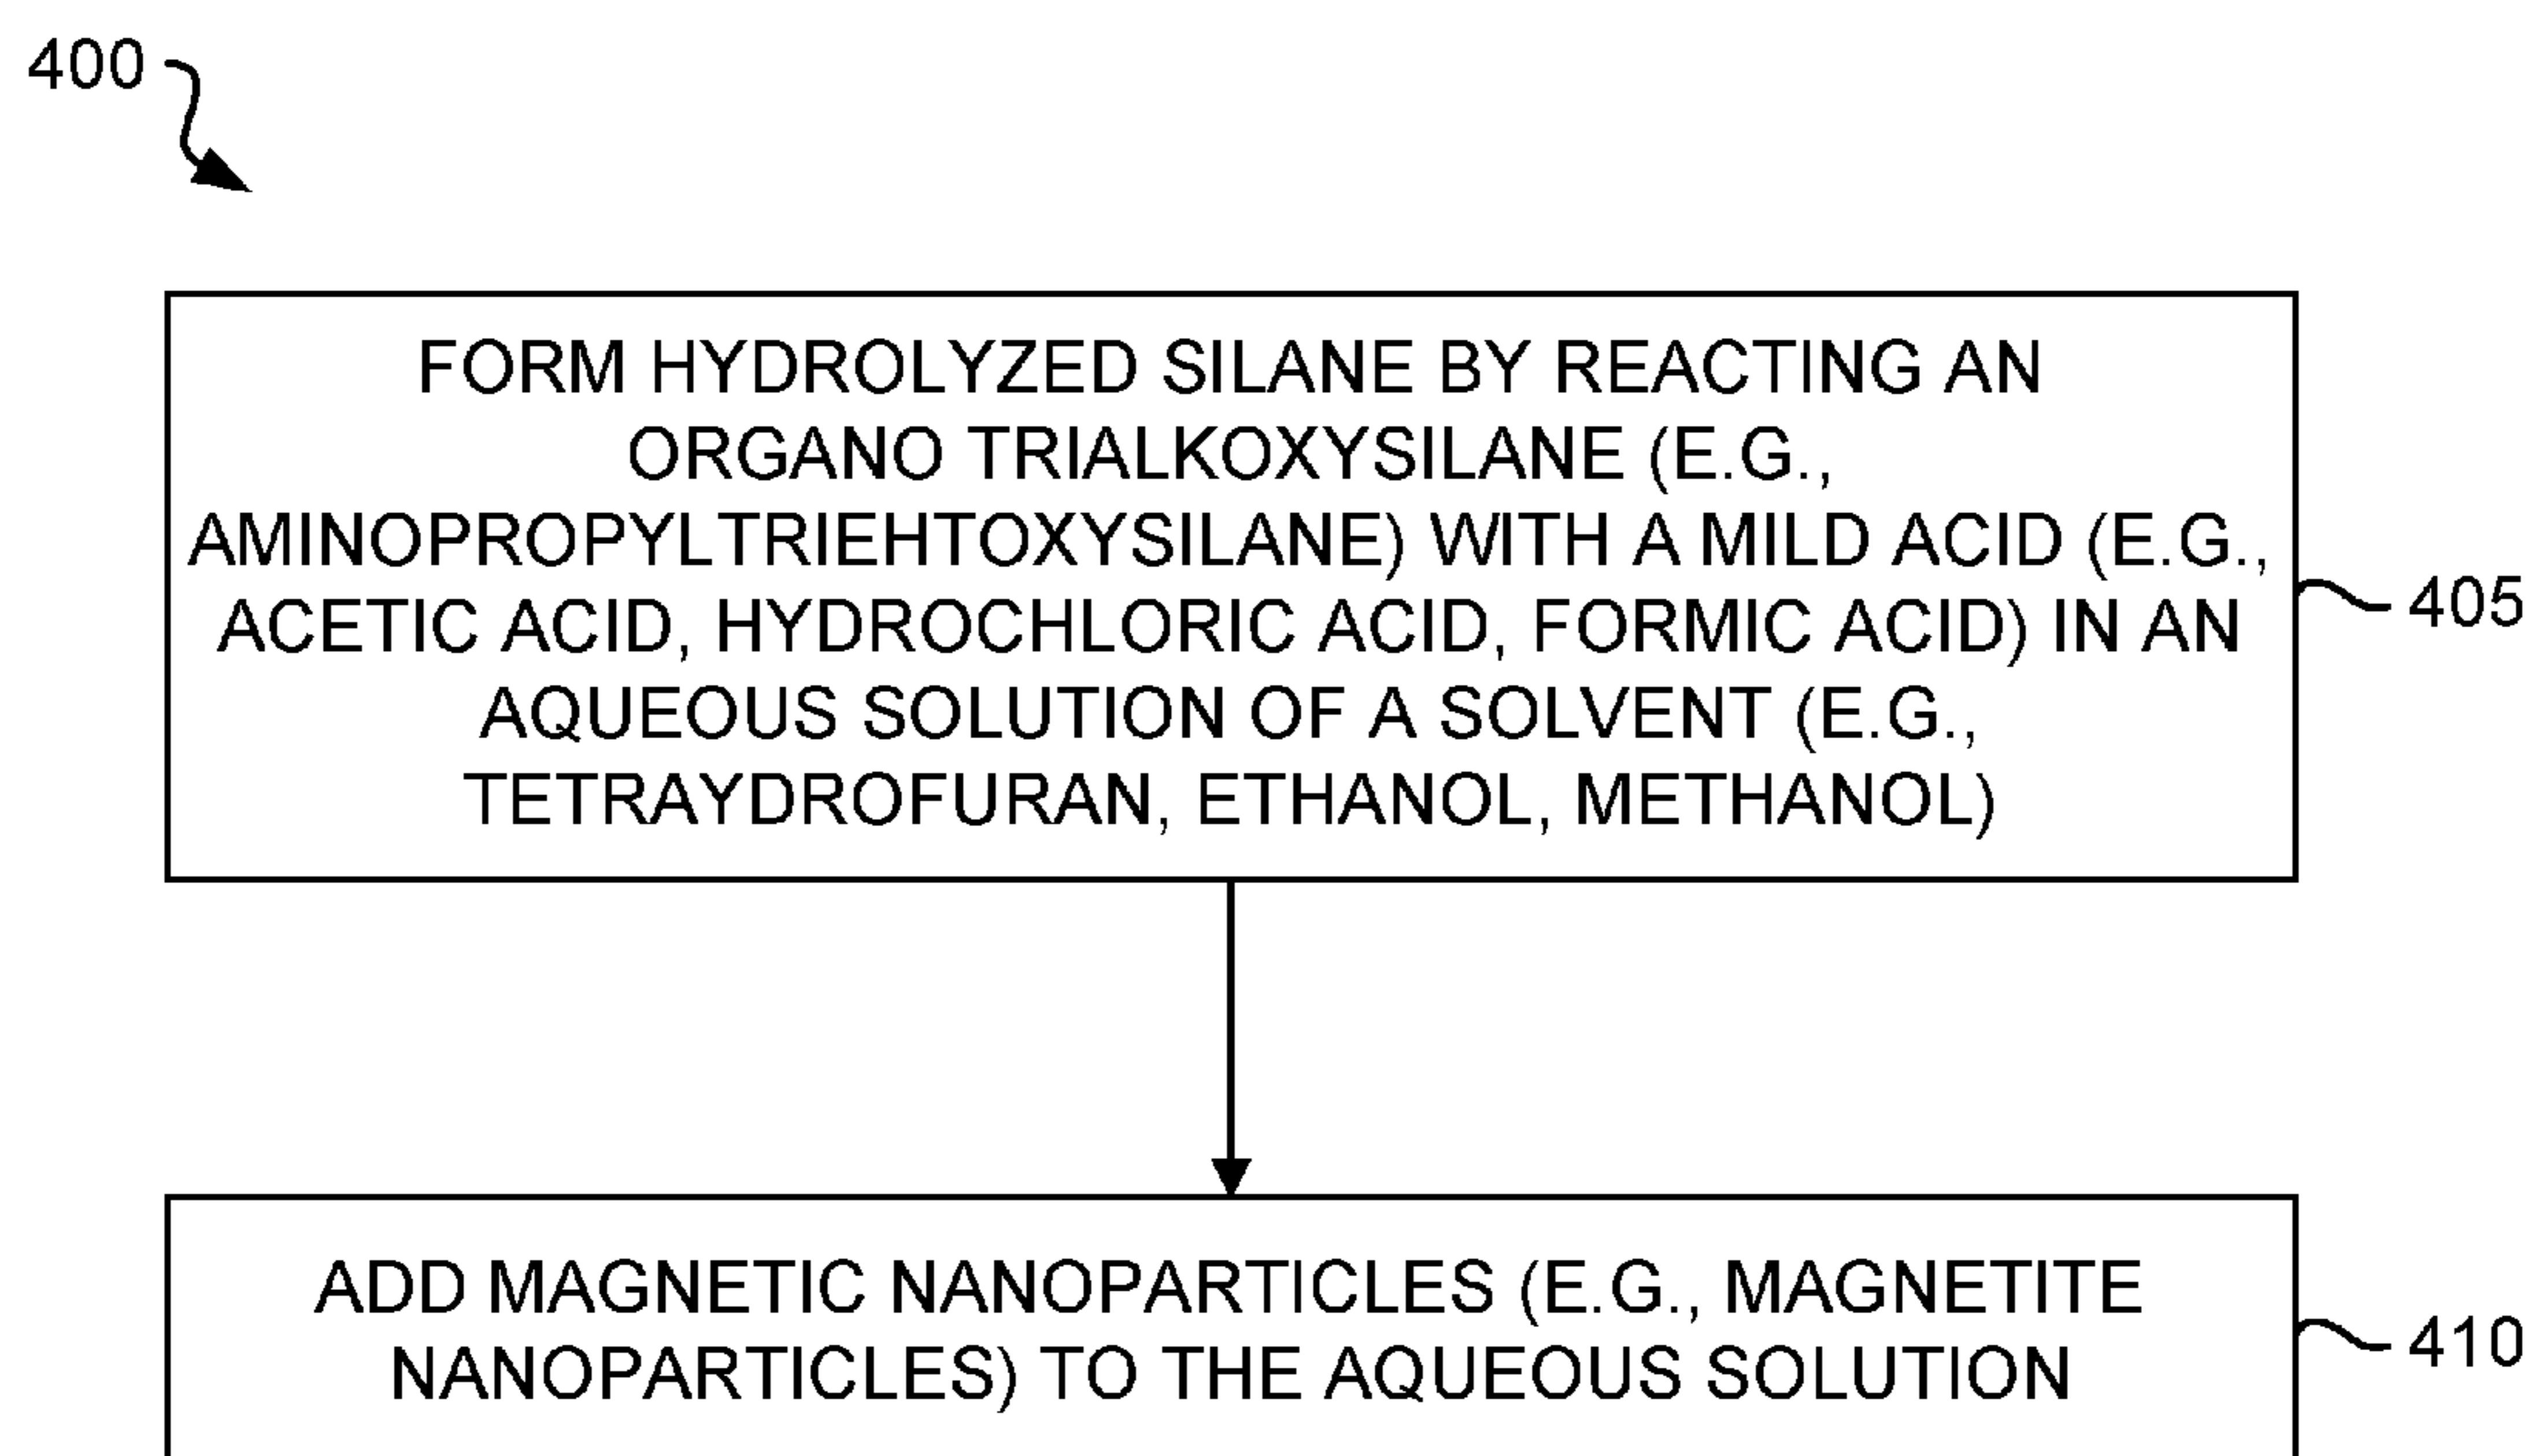 400
FORM HYDROLYZED SILANE BY REACTING AN
ORGANO TRIALKOXYSILANE (E.G.,
AMINOPROPYLTRIEHTOXYSILANE) WITH A MILD ACID (E.G.,
ACETIC ACID, HYDROCHLORIC ACID, FORMIC ACID) IN AN
AQUEOUS SOLUTION OF A SOLVENT (E.G.,
TETRAYDROFURAN, ETHANOL, METHANOL)
405
ADD MAGNETIC NANOPARTICLES (E.G., MAGNETITE
NANOPARTICLES) TO THE AQUEOUS SOLUTION
410